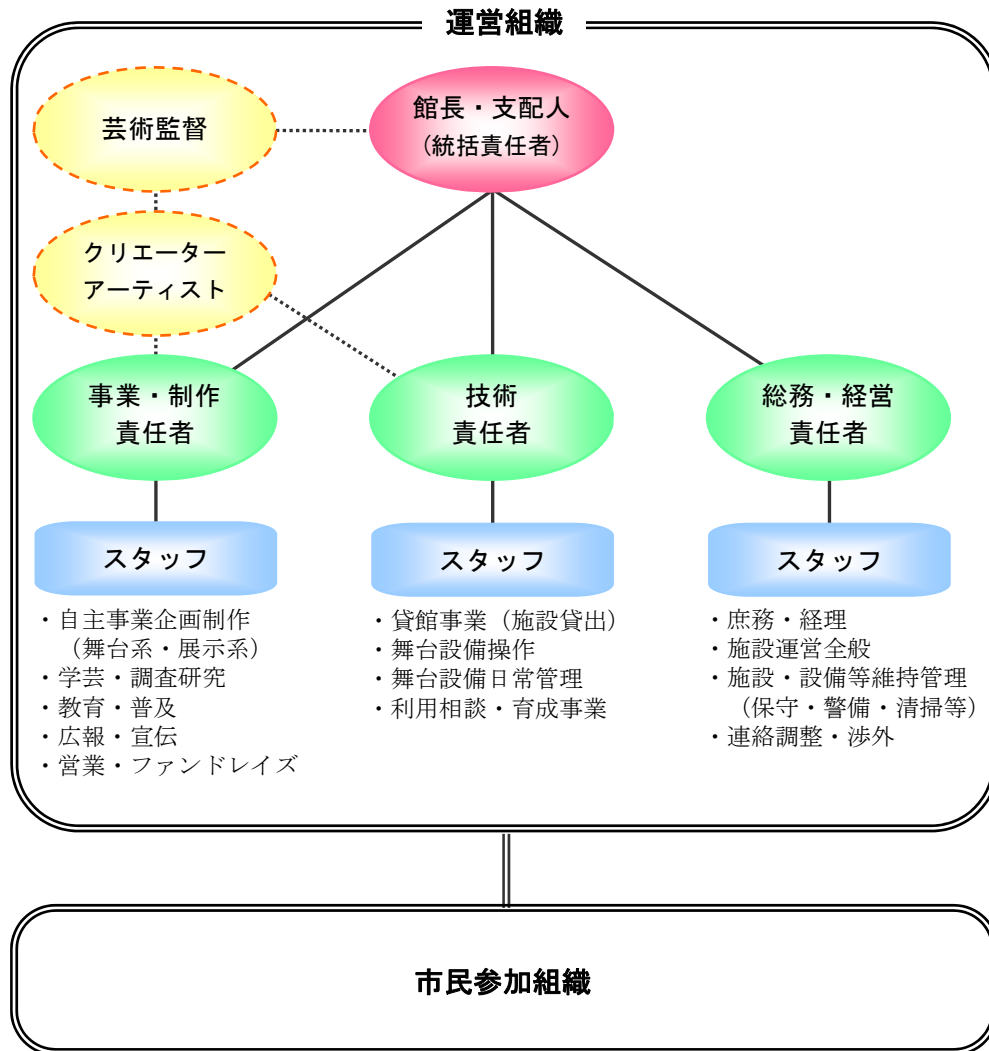 運営組織
芸術監督
館長・支配人
（統括責任者）
クリエーター
アーティスト
事業・制作
責任者
技術
責任者
総務・経営
責任者
スタッフ
スタッフ
スタッフ
・自主事業企画制作
（舞台系・展示系）
・学芸・調査研究
・教育・普及
・広報・宣伝
・営業・ファンドレイズ
・貸館事業（施設貸出）
・舞台設備操作
・舞台設備日常管理
・利用相談・育成事業
・庶務・経理
・施設運営全般
・施設・設備等維持管理
（保守・警備・清掃等）
・連絡調整・渉外
市民参加組織